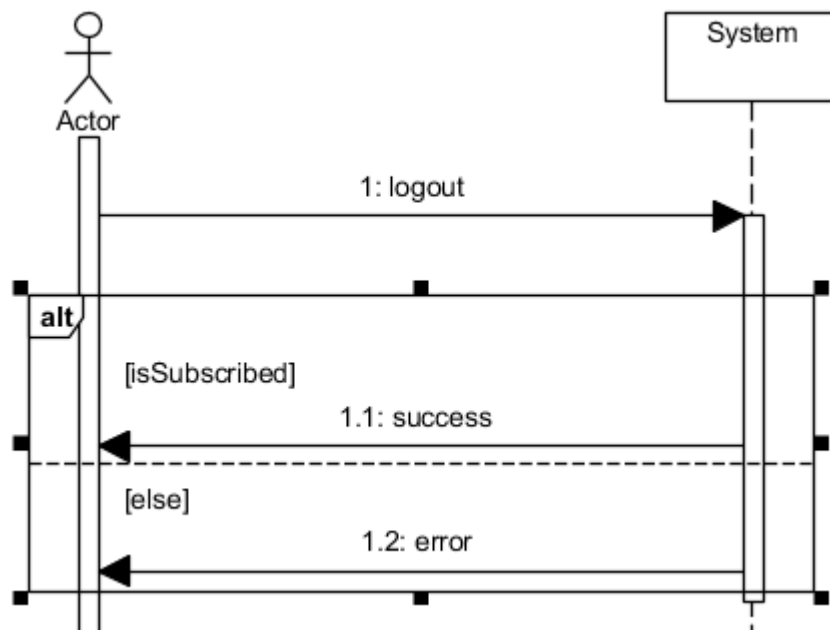 System
Actor
1: logout
alt
[isSubscribed]
1.1: success
[else]
1.2: error